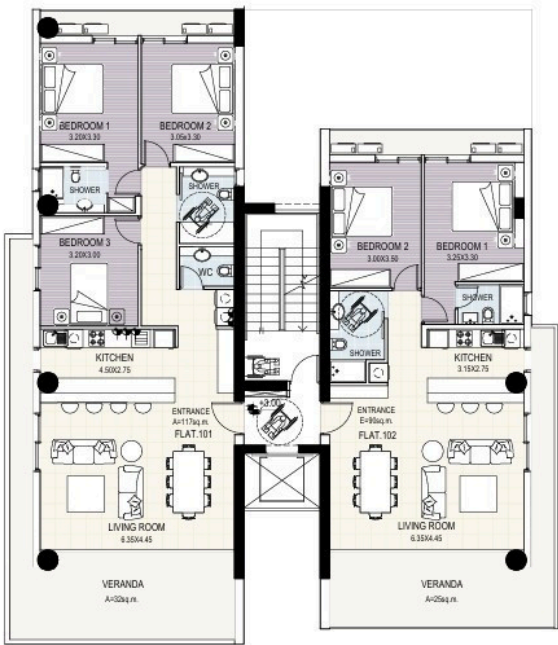 BEDROOM 1
3.20X3.30
BEDROOM 2
3.05x3.30
SHOWER
SHOWER
BEDROOM 3
3.20X3.00
WC
KITCHEN
4.50X2.75
ENTRANCE
A=117sq.m.
FLAT.101
LIVING ROOM
6.35X4.45
VERANDA
A=32sq.m.
+3.00
BEDROOM 2
3.00X3.50
BEDROOM 1
3.25X3.30
SHOWER
SHOWER
KITCHEN
3.15X2.75
ENTRANCE
E=90sq.m.
FLAT.102
LIVING ROOM
6.35X4.45
VERANDA
A=25sq.m.